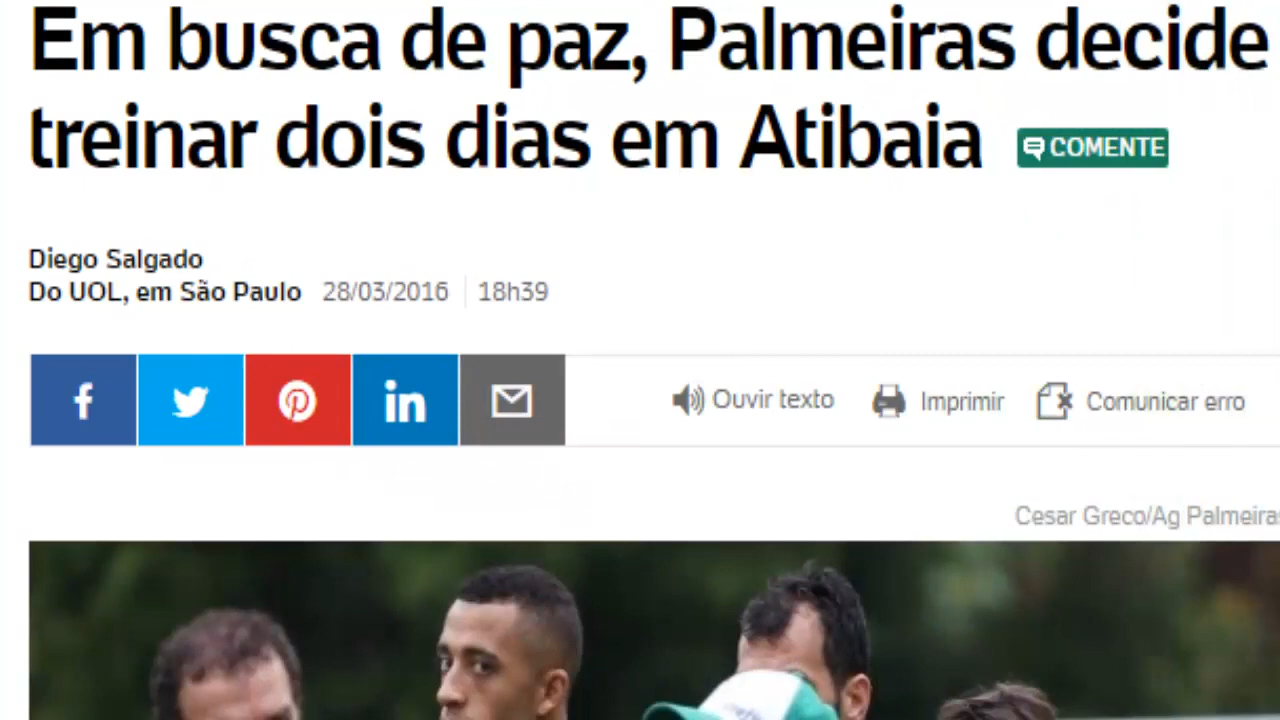 Em busca de paz, Palmeiras decide
treinar dois dias em Atibaia
COMENTE
Diego Salgado
Do UOL, em São Paulo 28/03/2016 18h39
Ouvir texto Imprimir Comunicar erro
Cesar Greco/Ag Palmeiras